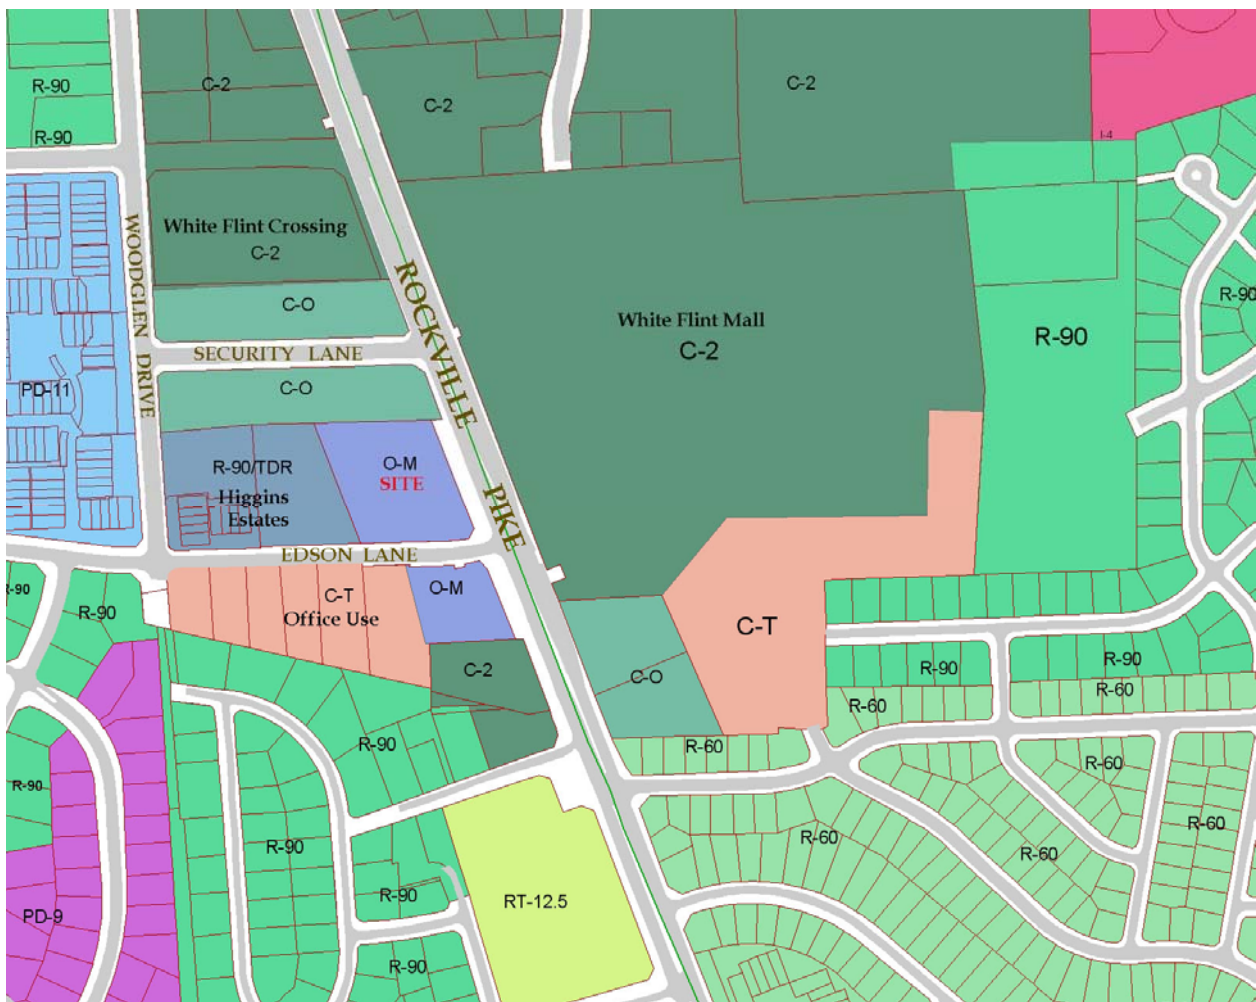 R-90
C-2
C-2
C-2
R-90
I-4
WOODGLEN DRIVE
White Flint Crossing
C-2
ROCKVILLE PIKE
C-O
R-90
White Flint Mall
C-2
R-90
SECURITY LANE
PD-11
C-O
R-90/TDR
Higgins
Estates
O-M
SITE
EDSON LANE
R-90
R-90
C-T
Office Use
O-M
C-T
C-2
C-O
R-90
R-90
R-60
R-60
R-90
R-60
R-60
R-90
R-90
R-60
R-60
R-60
R-90
RT-12.5
PD-9
R-90